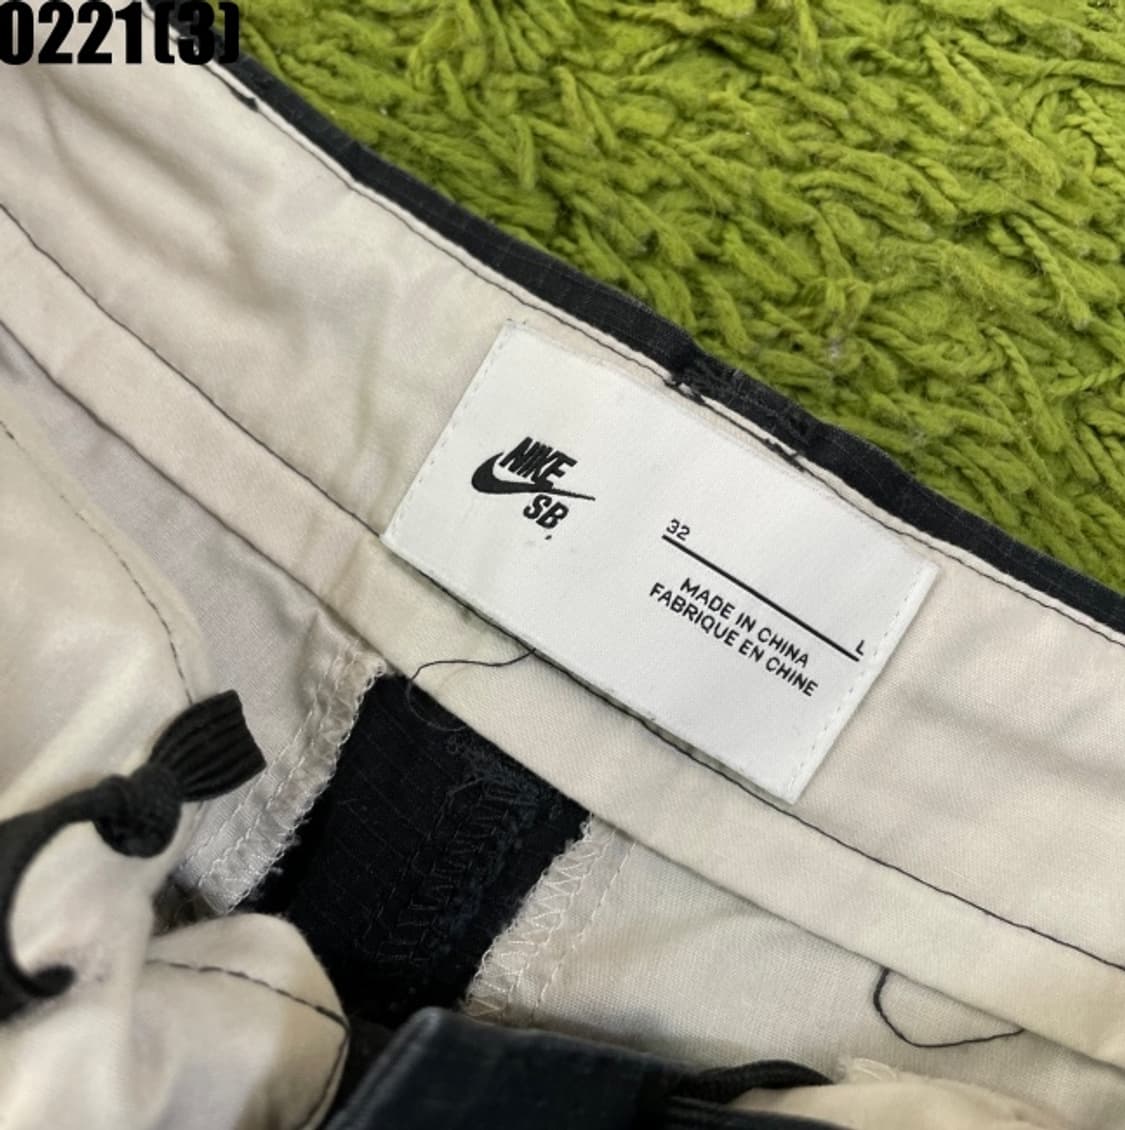 0221(3)
NIKE
SB
32
L
MADE IN CHINA
FABRIQUE EN CHINE